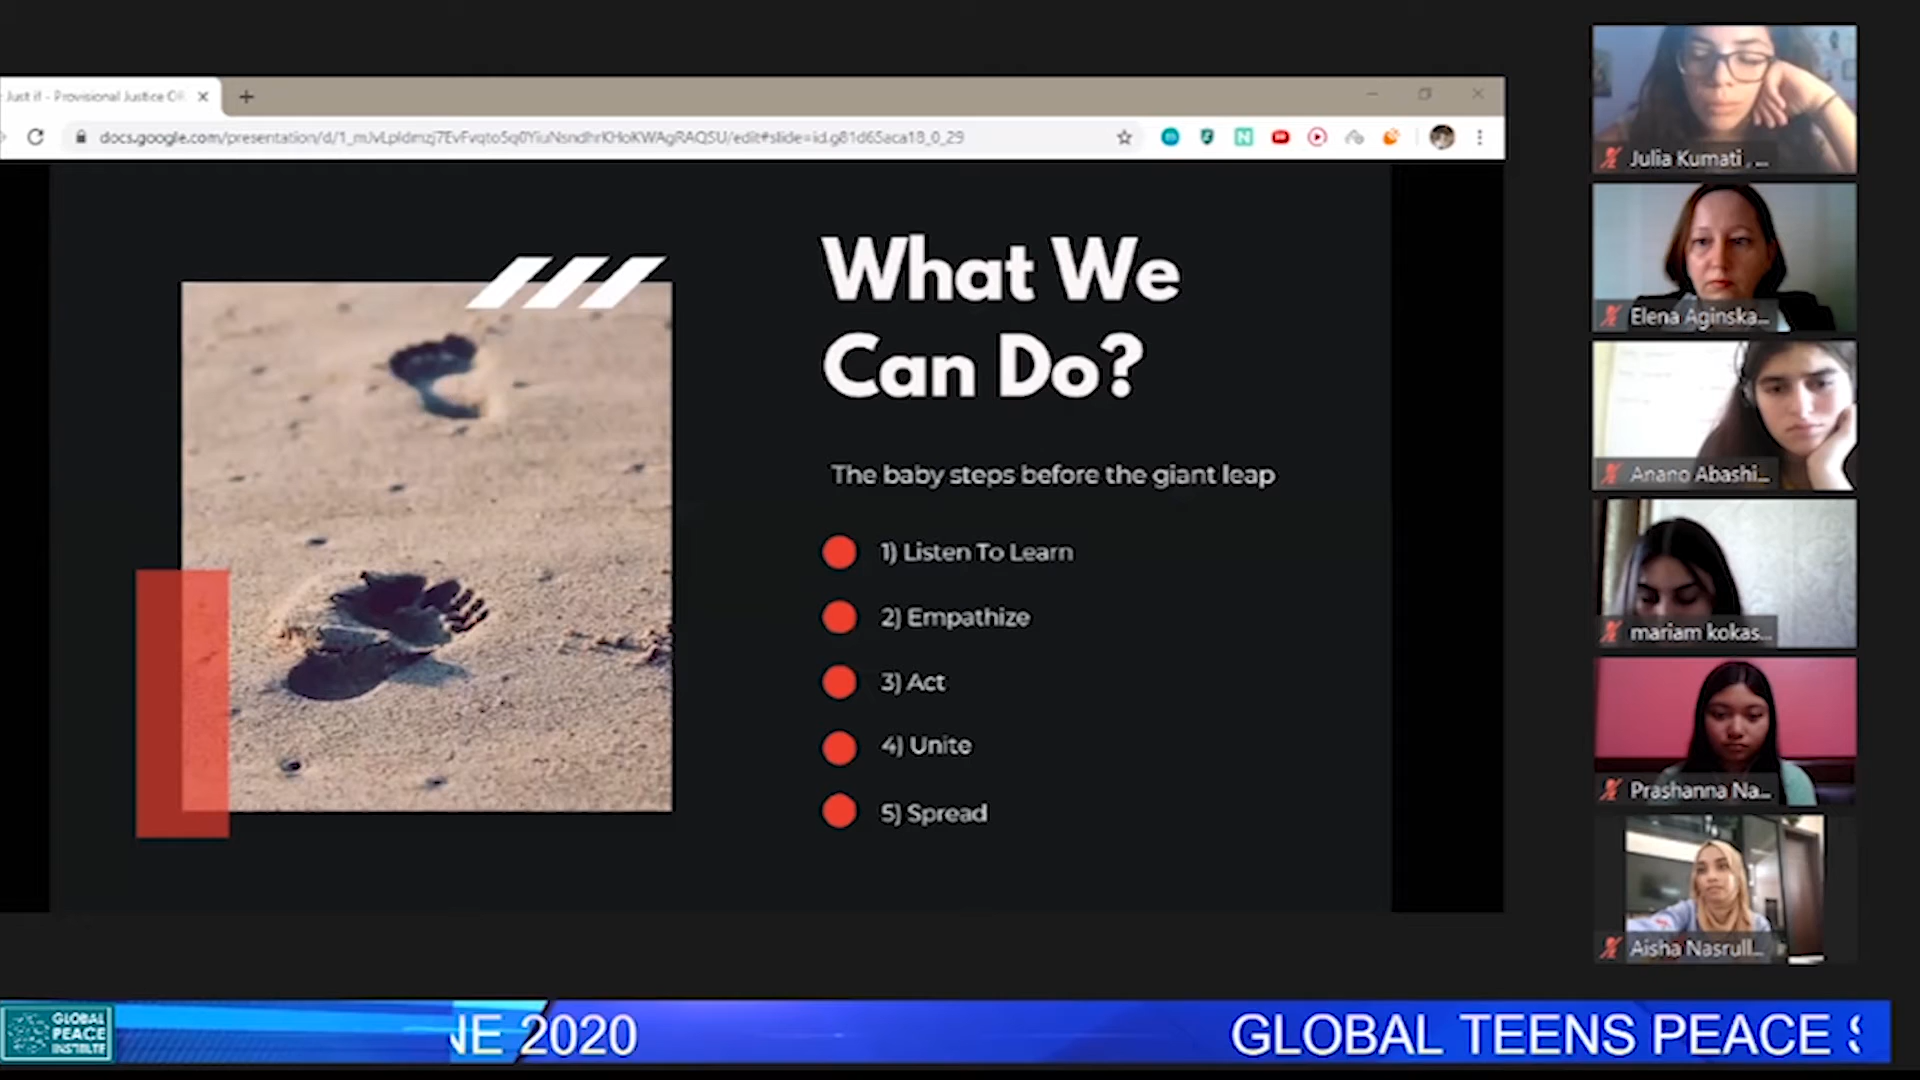 Just if - Provisional Justice Of
docs.google.com/presentation/d/1_mJvLpldmzj7EvFvqto5q0YiuNsndhrKHoKWAgRAQSU/edit#slide=id.g81d65aca18_0_29
What We
Can Do?
The baby steps before the giant leap
1) Listen To Learn
2) Empathize
3) Act
4) Unite
5) Spread
Julia Kumati , ...
Elena Aginska...
Anano Abashi...
mariam kokas...
Prashanna Na...
Aisha Nasrull...
GLOBAL
PEACE
INSTITUTE
NE 2020
GLOBAL TEENS PEACE S